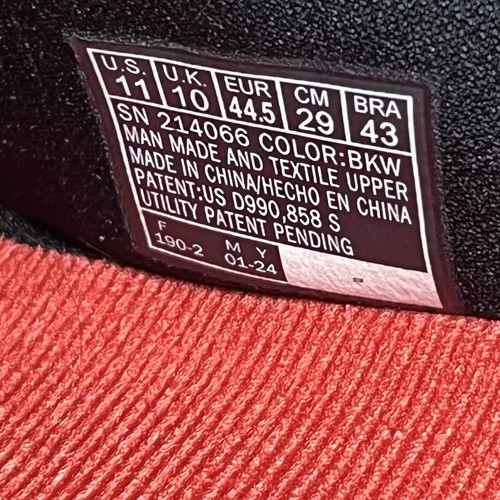 U.S. U.K. EUR CM BRA
11 10 44.5 29 43
SN 214066 COLOR:BKW
MAN MADE AND TEXTILE UPPER
MADE IN CHINA/HECHO EN CHINA
PATENT:US D990,858 S
UTILITY PATENT PENDING
F M Y
190-2 01-24